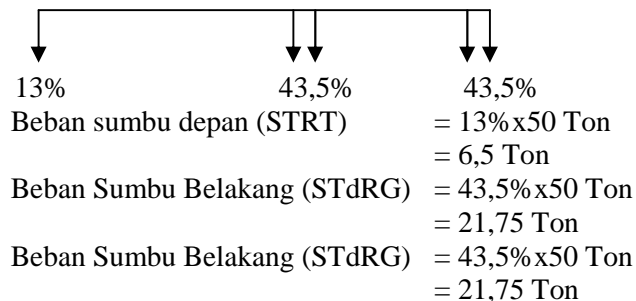 13% 43,5% 43,5%
Beban sumbu depan (STRT) = 13%x50 Ton
= 6,5 Ton
Beban Sumbu Belakang (STdRG) = 43,5%x50 Ton
= 21,75 Ton
Beban Sumbu Belakang (STdRG) = 43,5%x50 Ton
= 21,75 Ton